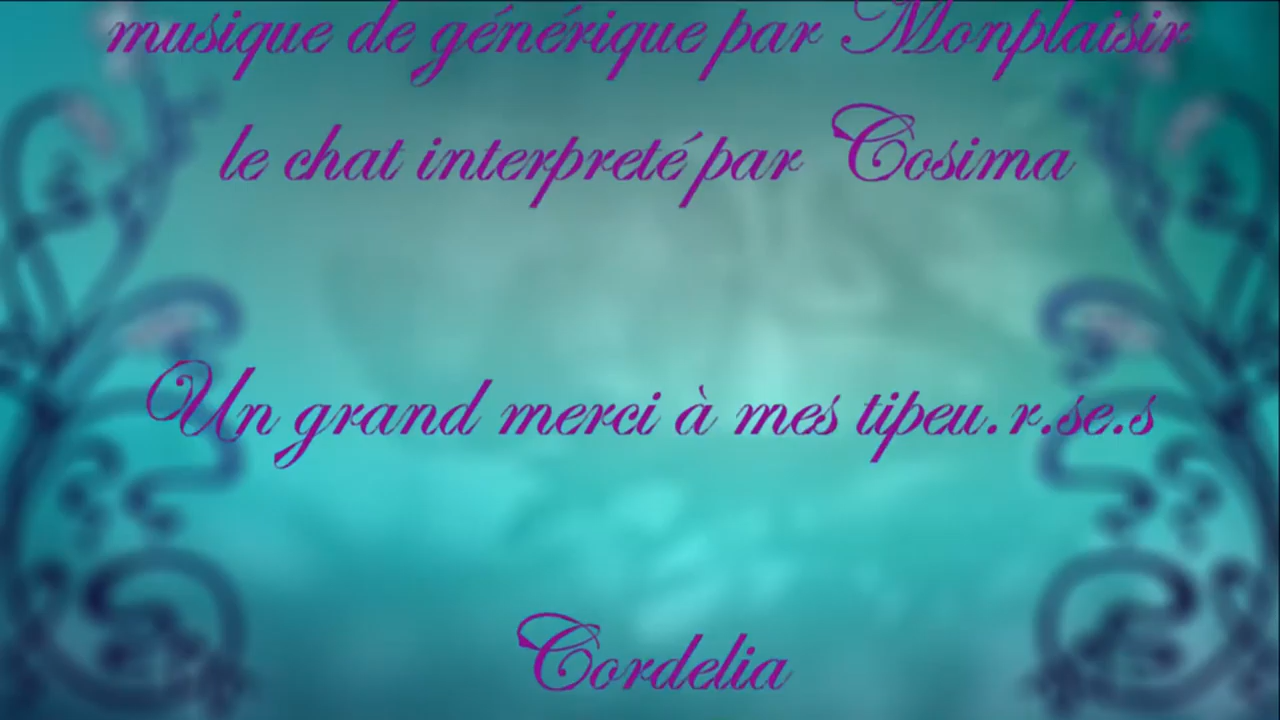 musique de générique par Monplaisir
le chat interpreté par Cosima
Un grand merci à mes tipeu.r.se.s
Cordelia